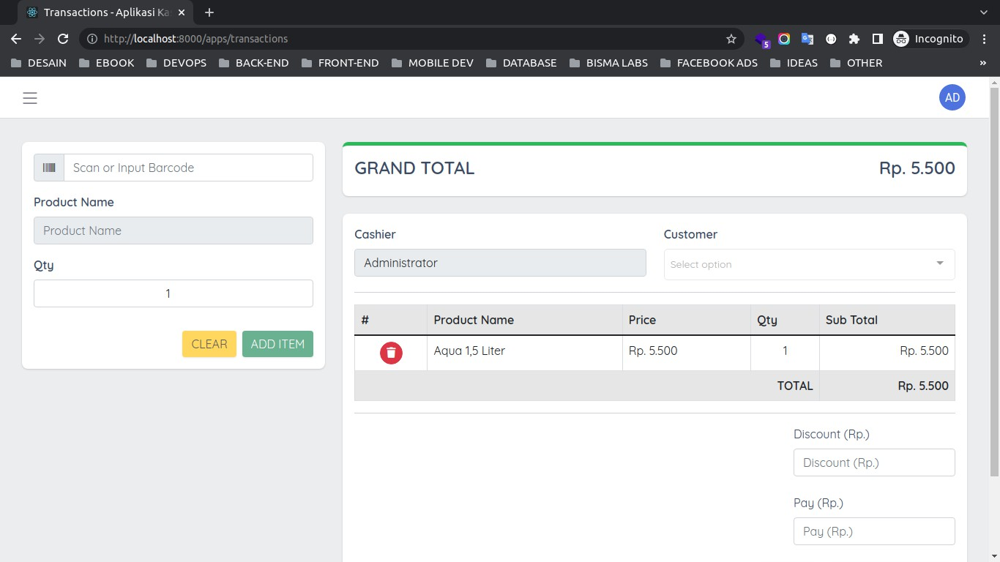 Transactions - Aplikasi Ka
http://localhost:8000/apps/transactions
5
Incognito
DESAIN EBOOK DEVOPS BACK-END FRONT-END MOBILE DEV DATABASE BISMA LABS FACEBOOK ADS IDEAS OTHER »
AD
Scan or Input Barcode
Product Name
Product Name
Qty
1
CLEAR ADD ITEM
GRAND TOTAL Rp. 5.500
Cashier Customer
Administrator Select option
# Product Name Price Qty Sub Total
Aqua 1,5 Liter Rp. 5.500 1 Rp. 5.500
TOTAL Rp. 5.500
Discount (Rp.)
Discount (Rp.)
Pay (Rp.)
Pay (Rp.)